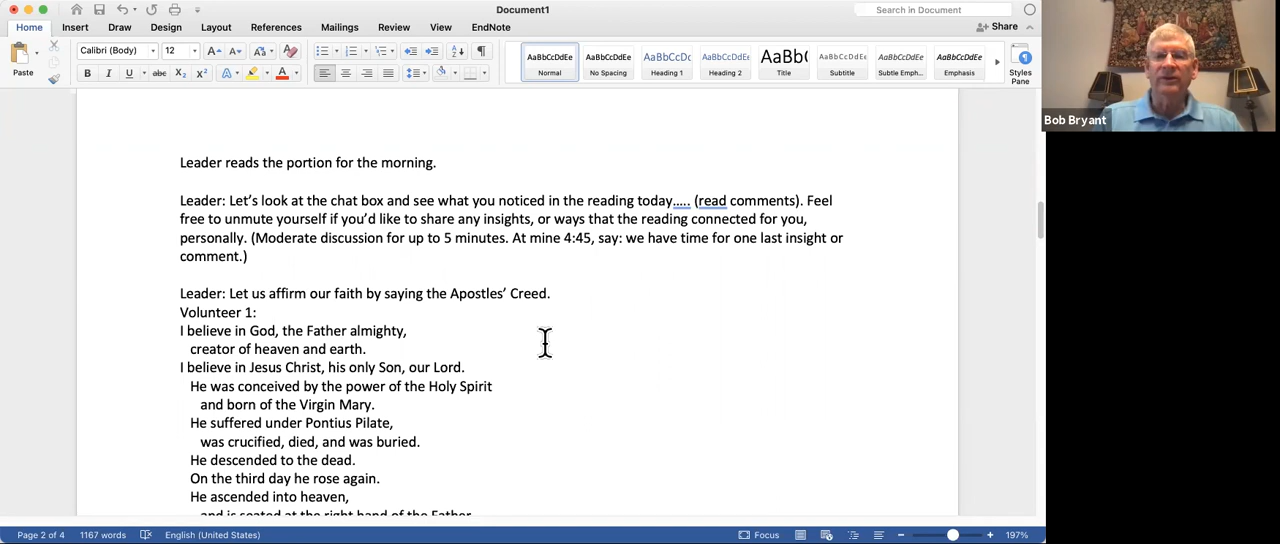 Document1
Search in Document
Home Insert Draw Design Layout References Mailings Review View EndNote
Share
Paste
Calibri (Body) 12
AaBbCcDdEe AaBbCcDdEe AaBbCcDc AaBbCcDdEe AaBb( AaBbCcDdEe AaBbCcDdEe AaBbCcDdEe
Normal No Spacing Heading 1 Heading 2 Title Subtitle Subtle Emph... Emphasis
Styles
Pane
Bob Bryant
Leader reads the portion for the morning.
Leader: Let's look at the chat box and see what you noticed in the reading today..... (read comments). Feel
free to unmute yourself if you'd like to share any insights, or ways that the reading connected for you,
personally. (Moderate discussion for up to 5 minutes. At mine 4:45, say: we have time for one last insight or
comment.)
Leader: Let us affirm our faith by saying the Apostles' Creed.
Volunteer 1:
I believe in God, the Father almighty,
creator of heaven and earth.
I believe in Jesus Christ, his only Son, our Lord.
He was conceived by the power of the Holy Spirit
and born of the Virgin Mary.
He suffered under Pontius Pilate,
was crucified, died, and was buried.
He descended to the dead.
On the third day he rose again.
He ascended into heaven,
and is seated at the right hand of the Father
Page 2 of 4 1167 words English (United States) Focus 197%